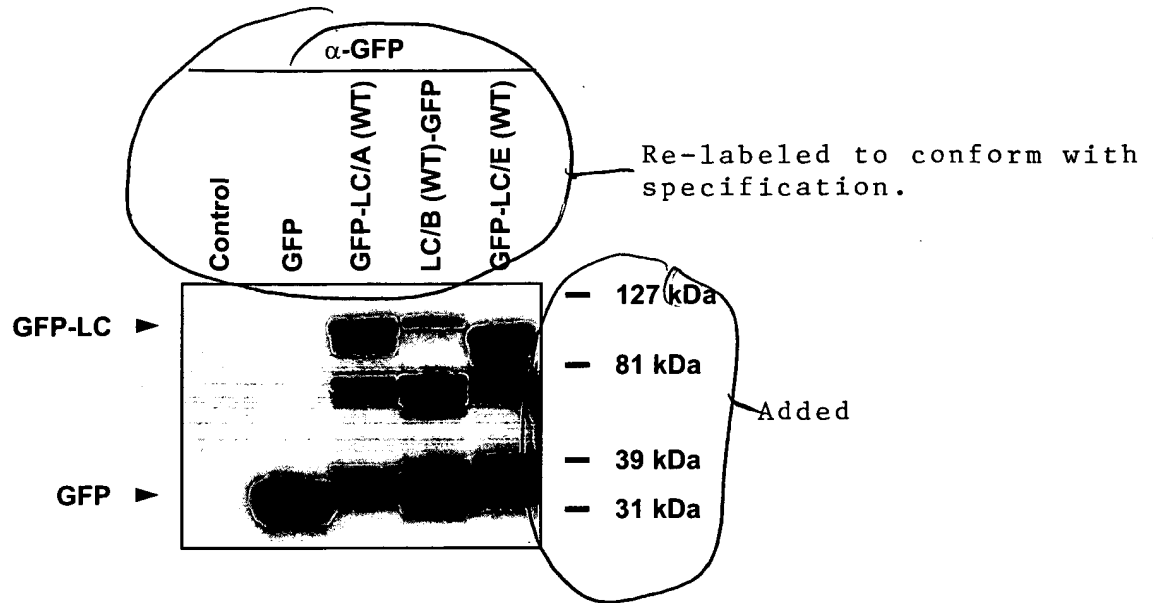 α-GFP
Control
GFP
GFP-LC/A (WT)
LC/B (WT)-GFP
GFP-LC/E (WT)
Re-labeled to conform with
specification.
GFP-LC
GFP
127 kDa
81 kDa
39 kDa
31 kDa
Added